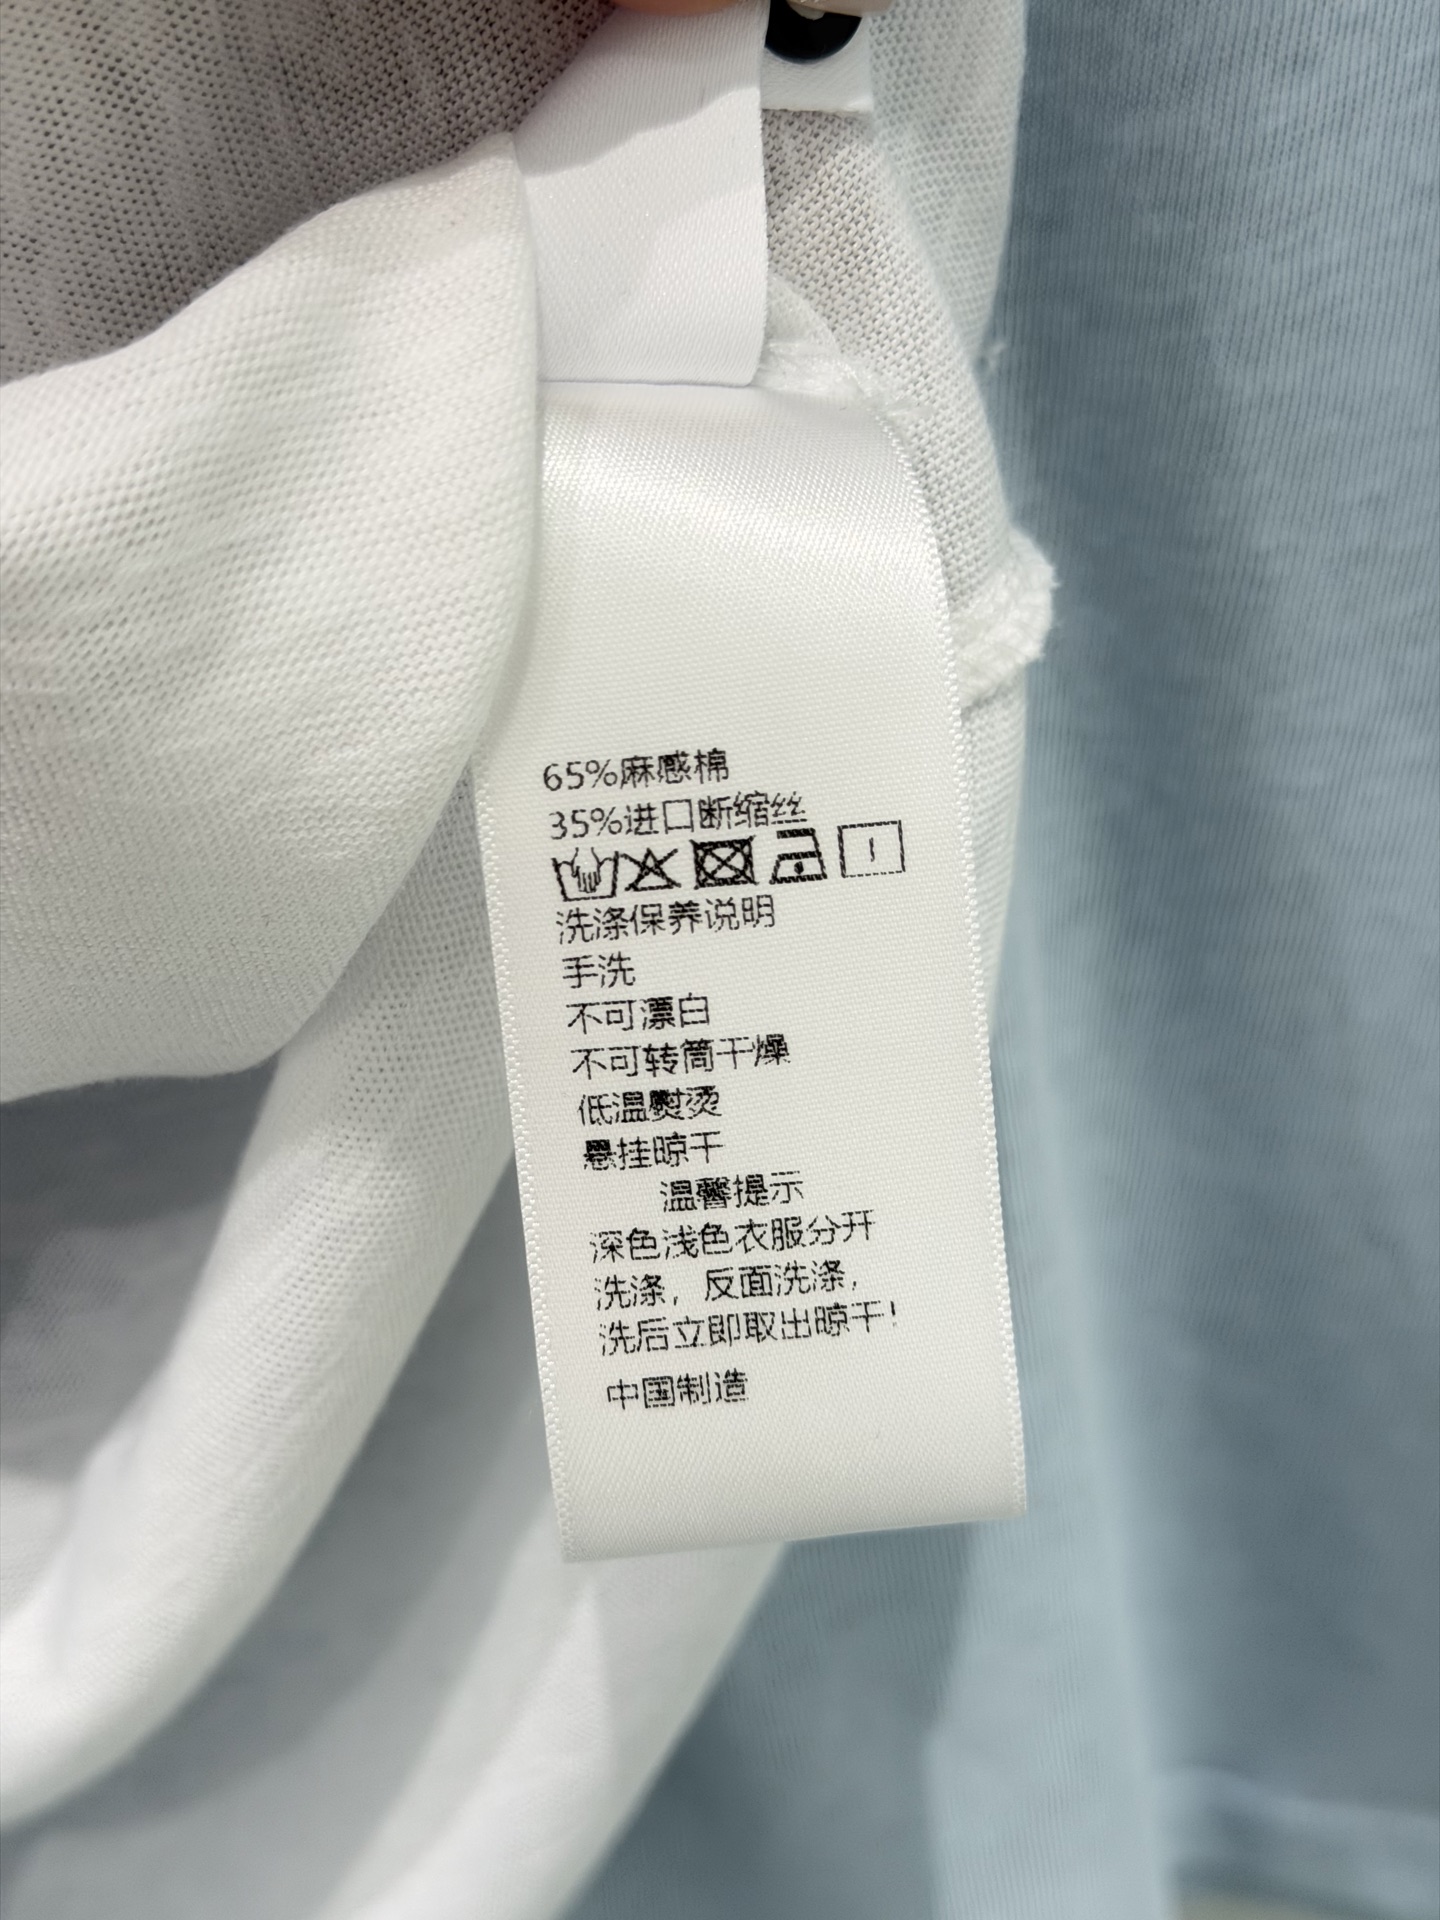 65%麻感棉
35%进口断缩丝
洗涤保养说明
手洗
不可漂白
不可转筒干燥
低温熨烫
悬挂晾干
温馨提示
深色浅色衣服分开
洗涤，反面洗涤，
洗后立即取出晾干！
中国制造